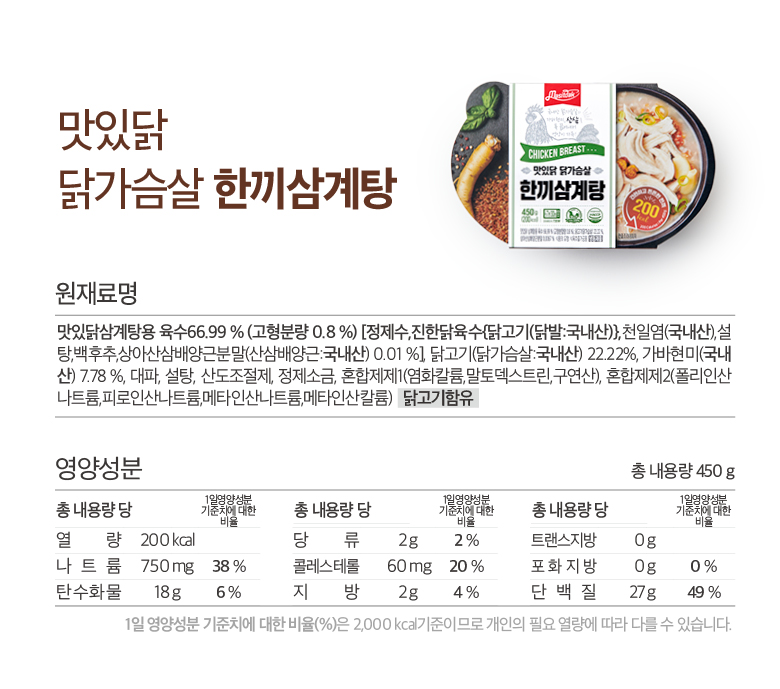 맛있닭
닭가슴살 한끼삼계탕
CHICKEN BREAST
맛있닭 닭가슴살
한끼삼계탕
450g
200
원재료명
맛있닭삼계탕용 육수66.99 % (고형분량 0.8 %) [정제수,진한닭육수{닭고기(닭발:국내산)},천일염(국내산),설
탕,백후추,상아산삼배양근분말(산삼배양근:국내산) 0.01 %], 닭고기(닭가슴살:국내산) 22.22%, 가바현미(국내
산) 7.78 %, 대파, 설탕, 산도조절제, 정제소금, 혼합제제1(염화칼륨,말토덱스트린,구연산), 혼합제제2(폴리인산
나트륨,피로인산나트륨,메타인산나트륨,메타인산칼륨) 닭고기함유
영양성분 총 내용량 450 g
총 내용량 당 1일영양성분 기준치에 대한 비율 총 내용량 당 1일영양성분 기준치에 대한 비율 총 내용량 당 1일영양성분 기준치에 대한 비율
열 량 200 kcal 당 류 2 g 2 % 트랜스지방 0 g
나 트 륨 750 mg 38 % 콜레스테롤 60 mg 20 % 포화지방 0 g 0 %
탄수화물 18 g 6 % 지 방 2 g 4 % 단 백 질 27 g 49 %
1일 영양성분 기준치에 대한 비율(%)은 2,000 kcal기준이므로 개인의 필요 열량에 따라 다를 수 있습니다.